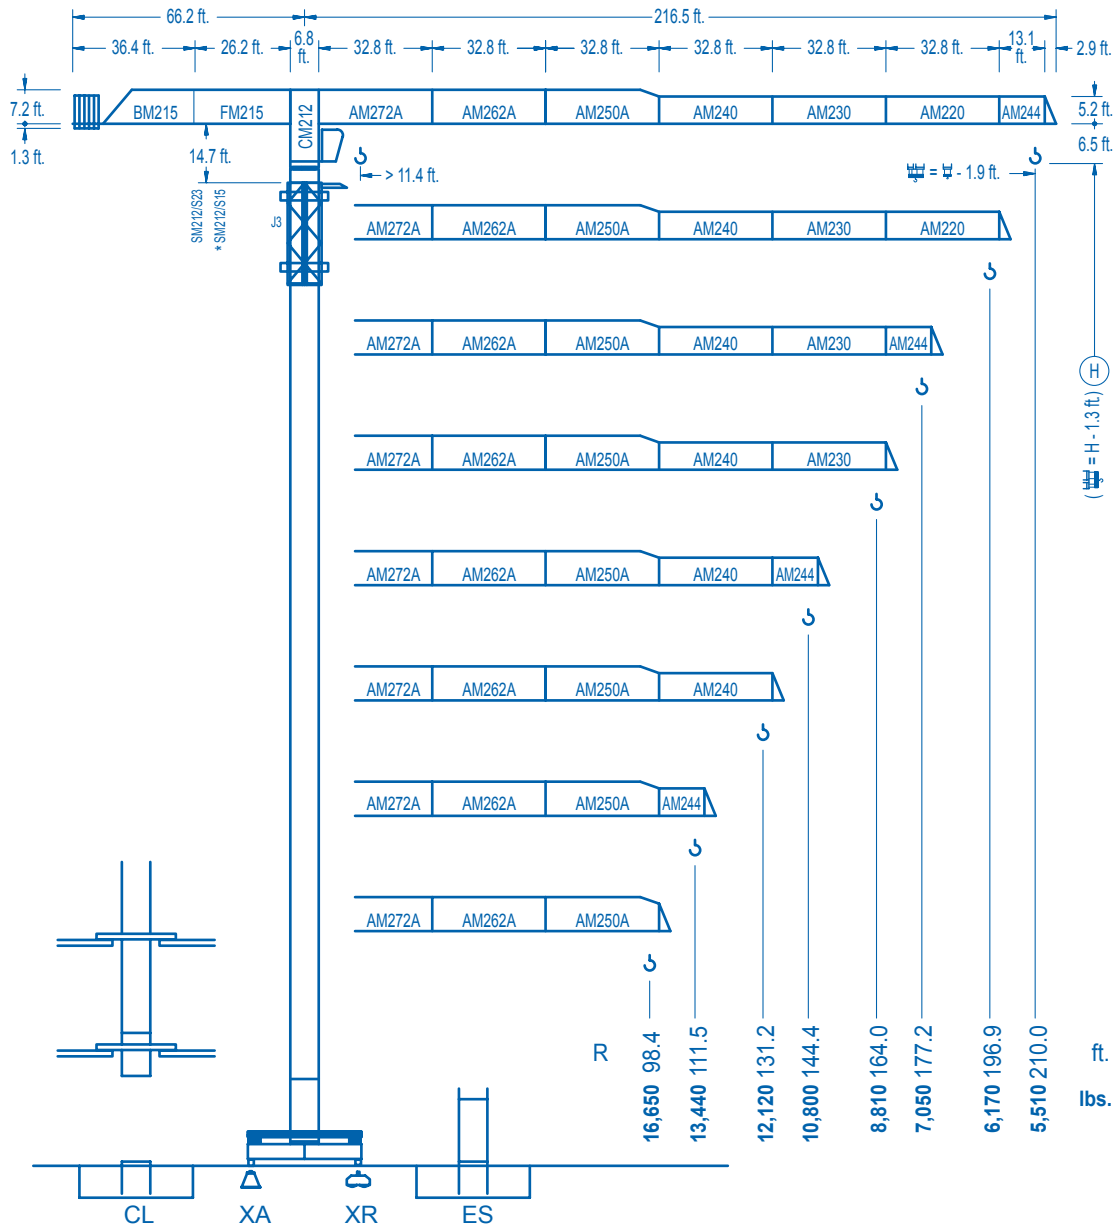 66.2 ft.
216.5 ft.
36.4 ft.
26.2 ft.
6.8 ft.
32.8 ft.
32.8 ft.
32.8 ft.
32.8 ft.
32.8 ft.
32.8 ft.
13.1 ft.
2.9 ft.
7.2 ft.
1.3 ft.
BM215
FM215
CM212
AM272A
AM262A
AM250A
AM240
AM230
AM220
AM244
5.2 ft.
6.5 ft.
14.7 ft.
> 11.4 ft.
= - 1.9 ft.
SM212/S23
* SM212/S15
J3
AM272A
AM262A
AM250A
AM240
AM230
AM220
AM272A
AM262A
AM250A
AM240
AM230
AM244
H
( = H - 1.3 ft.)
AM272A
AM262A
AM250A
AM240
AM230
AM272A
AM262A
AM250A
AM240
AM244
AM272A
AM262A
AM250A
AM240
AM272A
AM262A
AM250A
AM244
AM272A
AM262A
AM250A
R
16,650 98.4
13,440 111.5
12,120 131.2
10,800 144.4
8,810 164.0
7,050 177.2
6,170 196.9
5,510 210.0
ft.
lbs.
CL
XA
XR
ES